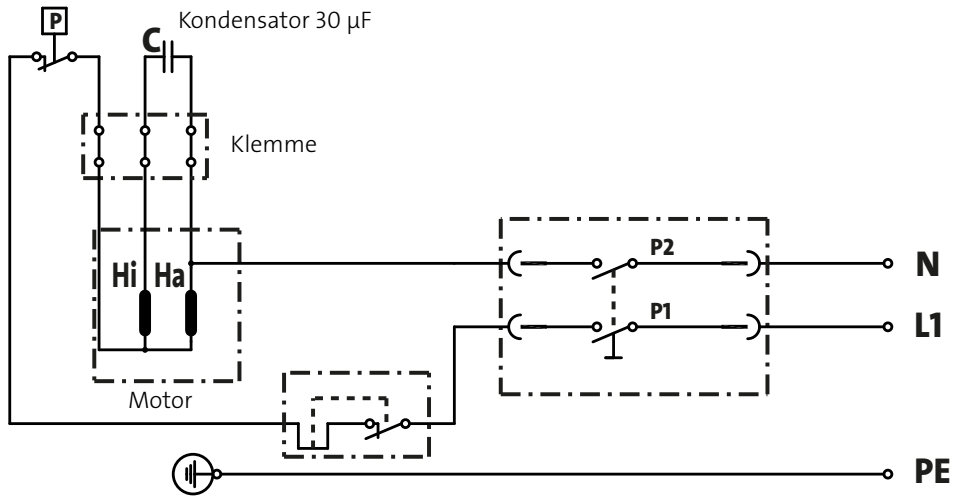 P
C
Kondensator 30 µF
Klemme
Hi Ha
Motor
P2
N
P1
L1
PE